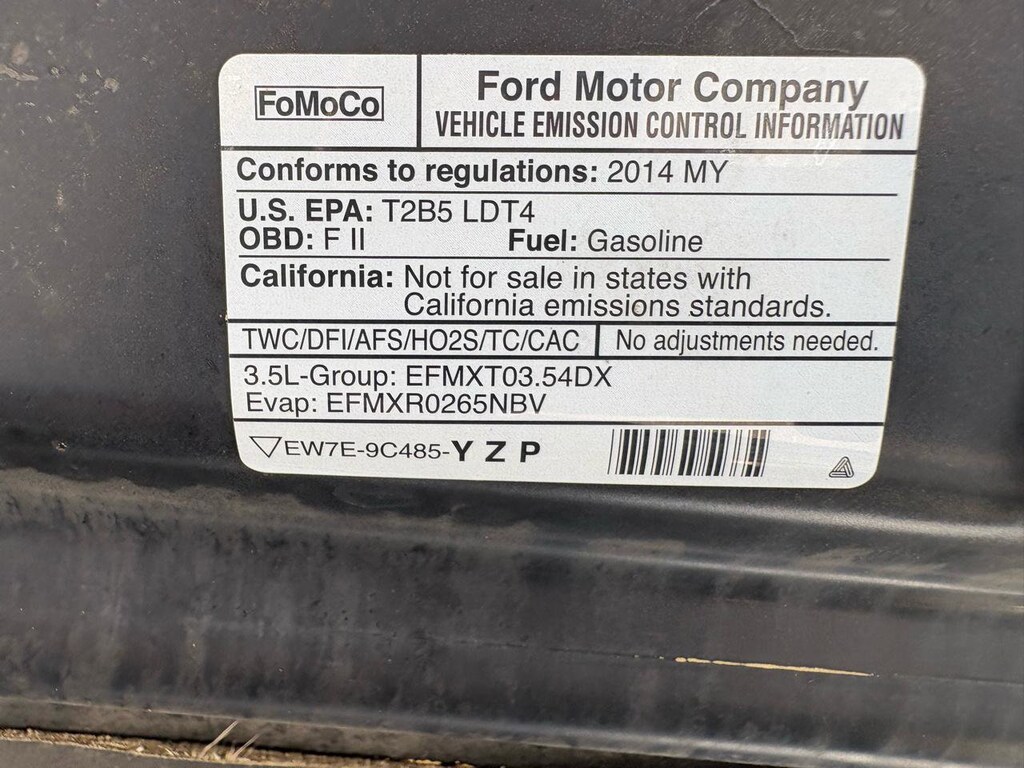 FoMoCo
Ford Motor Company
VEHICLE EMISSION CONTROL INFORMATION
Conforms to regulations: 2014 MY
U.S. EPA: T2B5 LDT4
OBD: F II Fuel: Gasoline
California: Not for sale in states with
California emissions standards.
TWC/DFI/AFS/HO2S/TC/CAC No adjustments needed.
3.5L-Group: EFMXT03.54DX
Evap: EFMXR0265NBV
EW7E-9C485-Y Z P